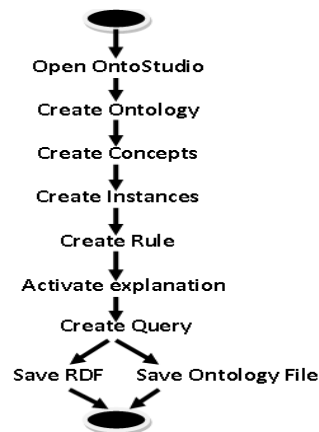 Open OntoStudio
Create Ontology
Create Concepts
Create Instances
Create Rule
Activate explanation
Create Query
Save RDF
Save Ontology File